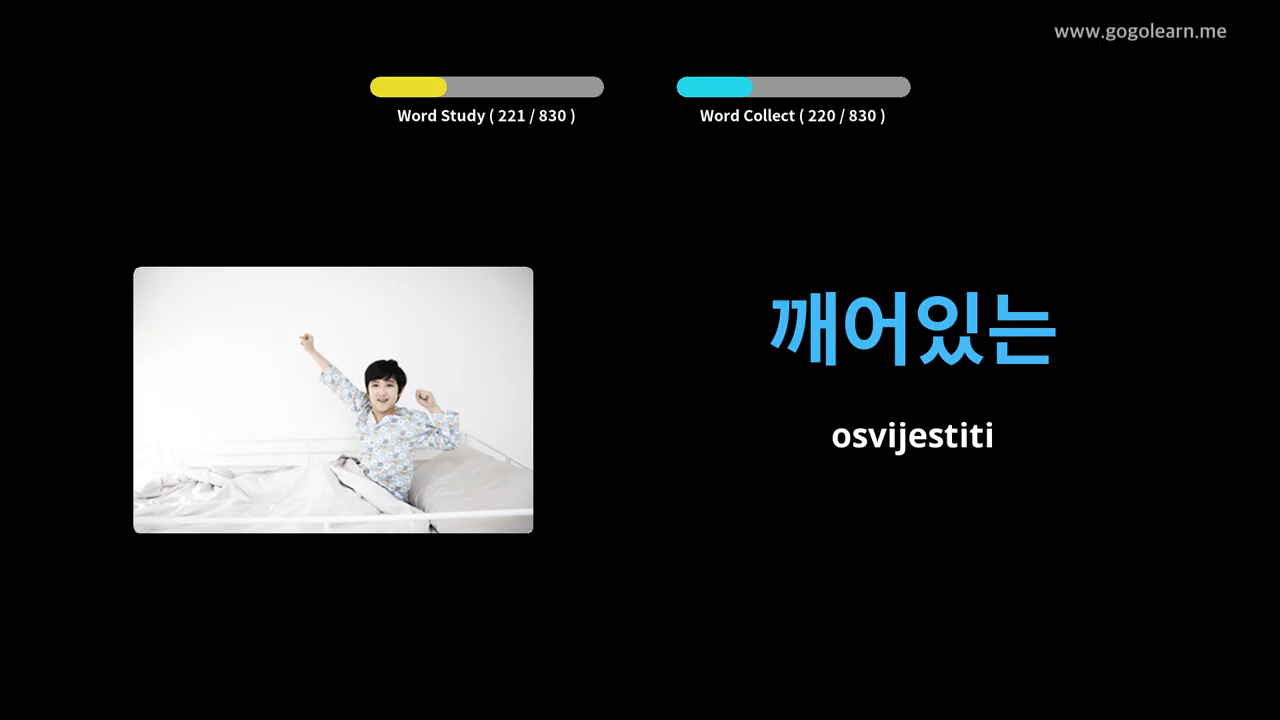 www.gogolearn.me
Word Study ( 221 / 830 )
Word Collect ( 220 / 830 )
깨어있는
osvijestiti